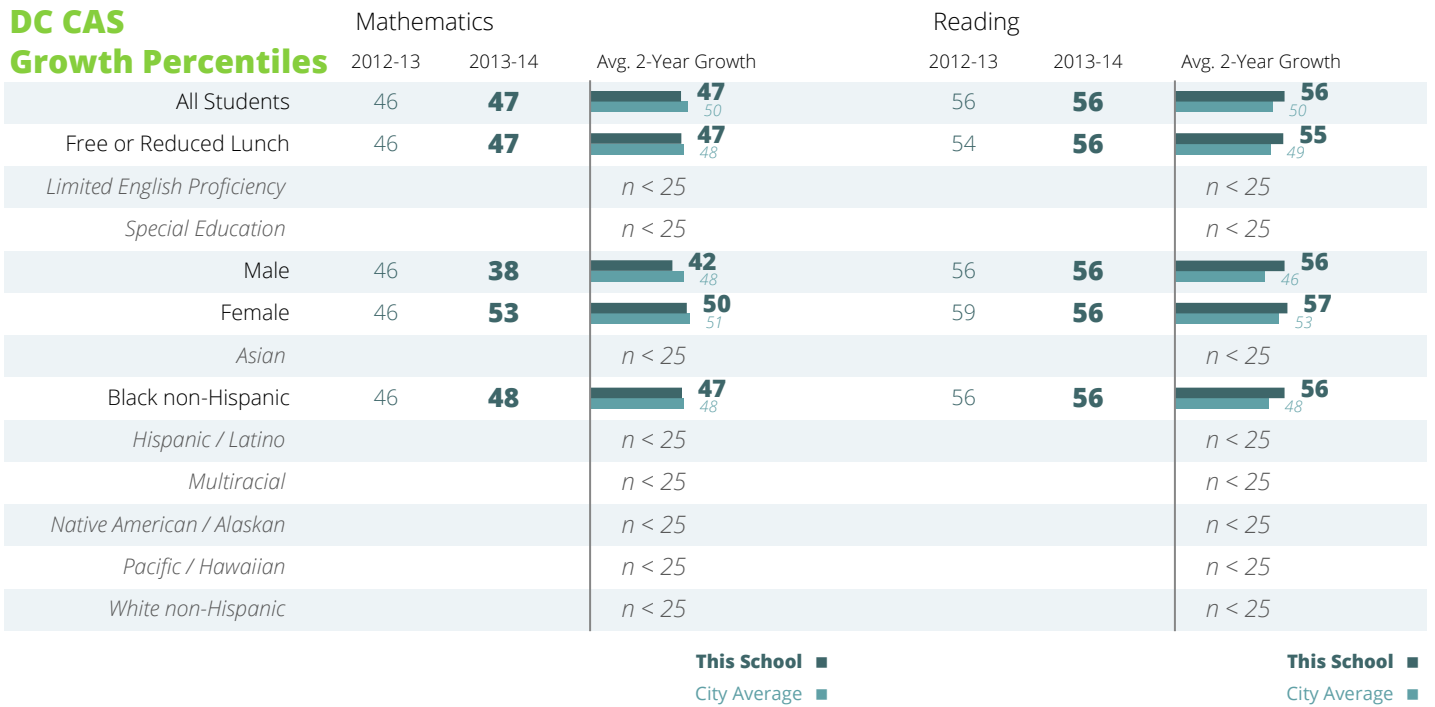 DC CAS Mathematics Reading
Growth Percentiles 2012-13 2013-14 Avg. 2-Year Growth 2012-13 2013-14 Avg. 2-Year Growth
All Students 46 47 47 50 56 56 56 50
Free or Reduced Lunch 46 47 47 48 54 56 55 49
Limited English Proficiency n < 25 n < 25
Special Education n < 25 n < 25
Male 46 38 42 48 56 56 56 46
Female 46 53 50 51 59 56 57 53
Asian n < 25 n < 25
Black non-Hispanic 46 48 47 48 56 56 56 48
Hispanic / Latino n < 25 n < 25
Multiracial n < 25 n < 25
Native American / Alaskan n < 25 n < 25
Pacific / Hawaiian n < 25 n < 25
White non-Hispanic n < 25 n < 25
This School This School
City Average City Average